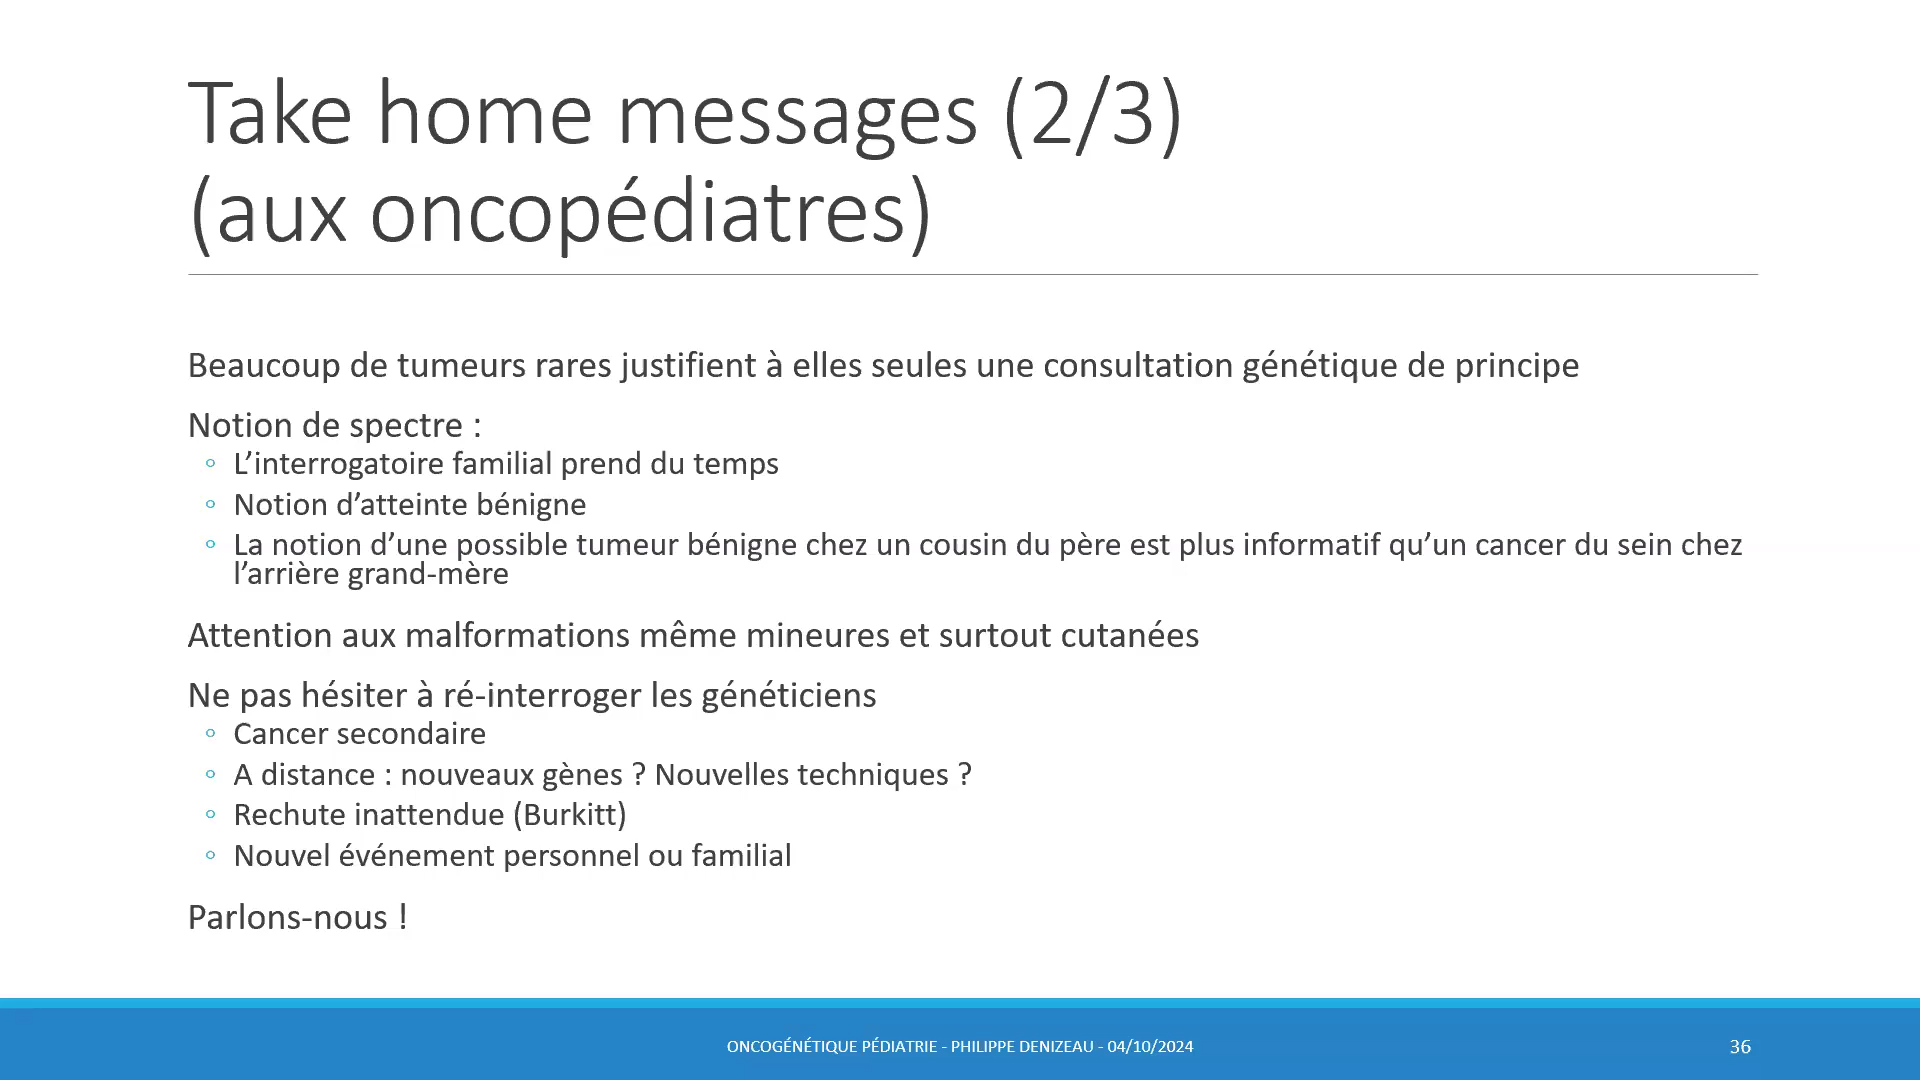 Take home messages (2/3)
(aux oncopédiatres)
Beaucoup de tumeurs rares justifient à elles seules une consultation génétique de principe
Notion de spectre :
◦ L’interrogatoire familial prend du temps
◦ Notion d’atteinte bénigne
◦ La notion d’une possible tumeur bénigne chez un cousin du père est plus informatif qu’un cancer du sein chez
l’arrière grand-mère
Attention aux malformations même mineures et surtout cutanées
Ne pas hésiter à ré-interroger les généticiens
◦ Cancer secondaire
◦ A distance : nouveaux gènes ? Nouvelles techniques ?
◦ Rechute inattendue (Burkitt)
◦ Nouvel événement personnel ou familial
Parlons-nous !
ONCOGÉNÉTIQUE PÉDIATRIE - PHILIPPE DENIZEAU - 04/10/2024
36